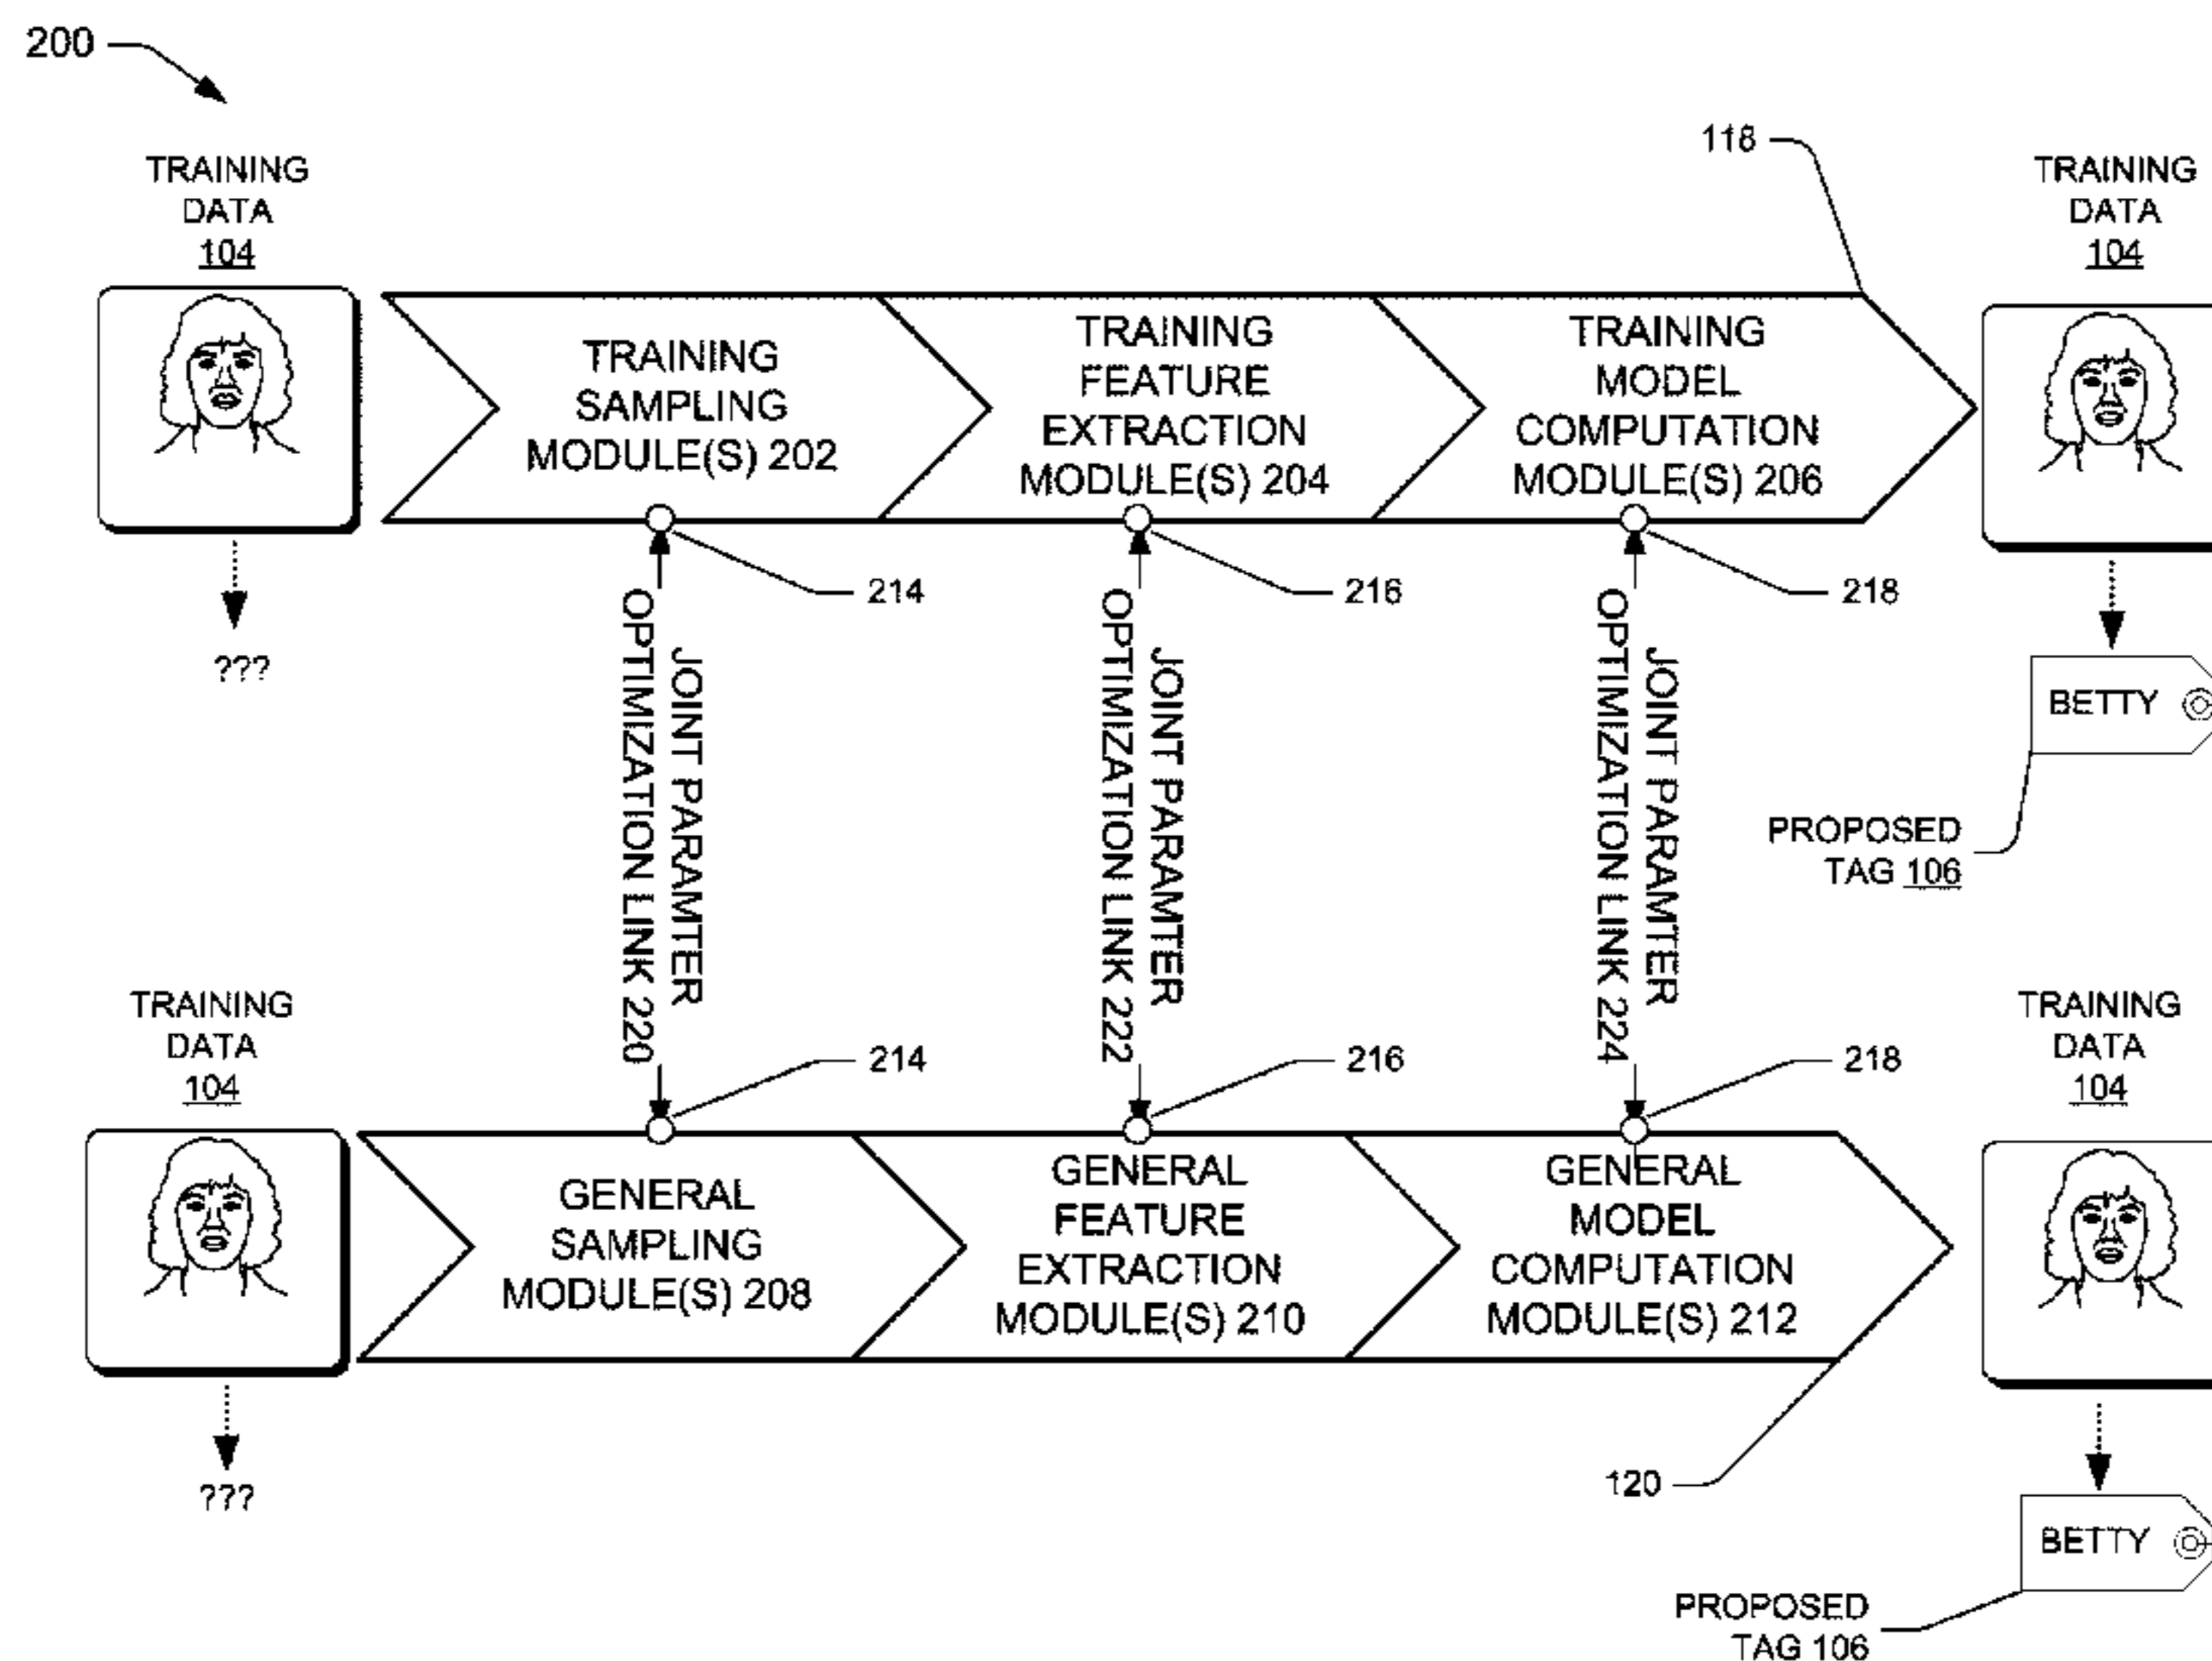 200
118
TRAINING
DATA
104
TRAINING
DATA
104
TRAINING
SAMPLING
MODULE(S) 202
TRAINING
FEATURE
EXTRACTION
MODULE(S) 204
TRAINING
MODEL
COMPUTATION
MODULE(S) 206
214
216
218
???
JOINT PARAMTER
OPTIMIZATION LINK 220
JOINT PARAMTER
OPTIMIZATION LINK 222
JOINT PARAMTER
OPTIMIZATION LINK 224
BETTY
PROPOSED
TAG 106
TRAINING
DATA
104
214
216
218
TRAINING
DATA
104
GENERAL
SAMPLING
MODULE(S) 208
GENERAL
FEATURE
EXTRACTION
MODULE(S) 210
GENERAL
MODEL
COMPUTATION
MODULE(S) 212
???
120
BETTY
PROPOSED
TAG 106